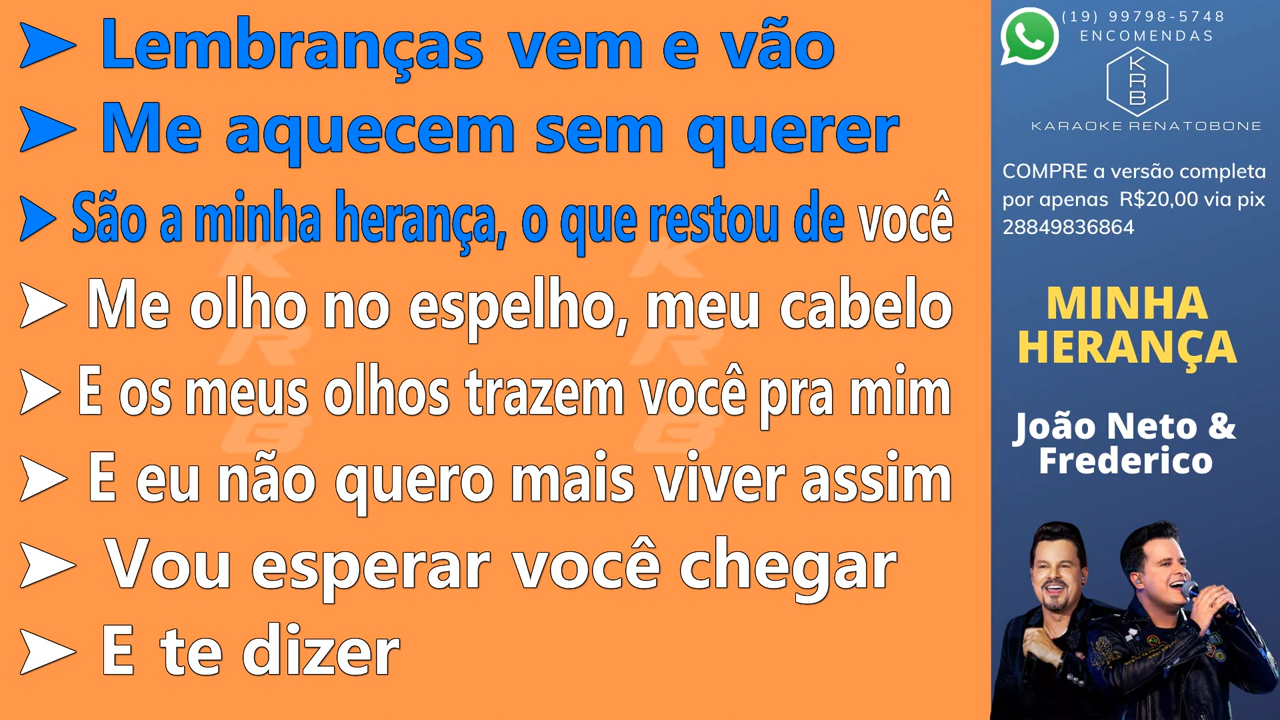 Lembranças vem e vão
Me aquecem sem querer
São a minha herança, o que restou de você
Me olho no espelho, meu cabelo
E os meus olhos trazem você pra mim
E eu não quero mais viver assim
Vou esperar você chegar
E te dizer
(19) 99798-5748
ENCOMENDAS
KRB
KARAOKE RENATOBONE
COMPRE a versão completa
por apenas R$20,00 via pix
28849836864
MINHA
HERANÇA
João Neto &
Frederico
KRB
KRB